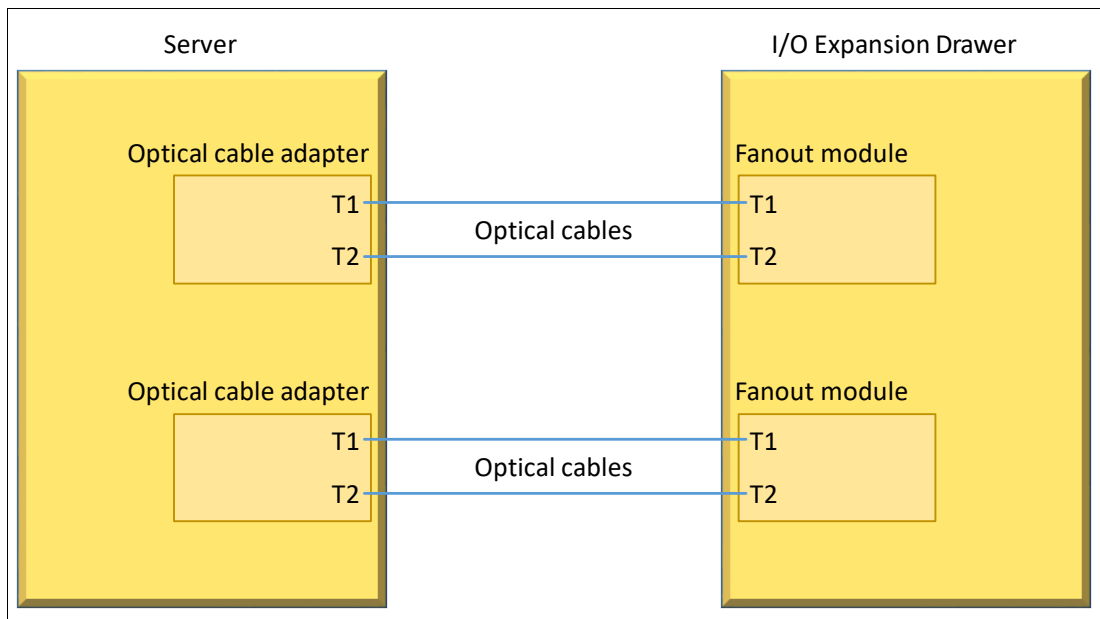 Server
I/O Expansion Drawer
Optical cable adapter
Fanout module
T1
T1
Optical cables
T2
T2
Optical cable adapter
Fanout module
T1
T1
Optical cables
T2
T2